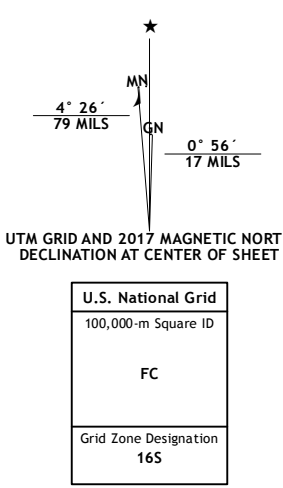 ★
MN
4° 26´
79 MILS
GN
0° 56´
17 MILS
UTM GRID AND 2017 MAGNETIC NORT
DECLINATION AT CENTER OF SHEET
U.S. National Grid
100,000-m Square ID
FC
Grid Zone Designation
16S